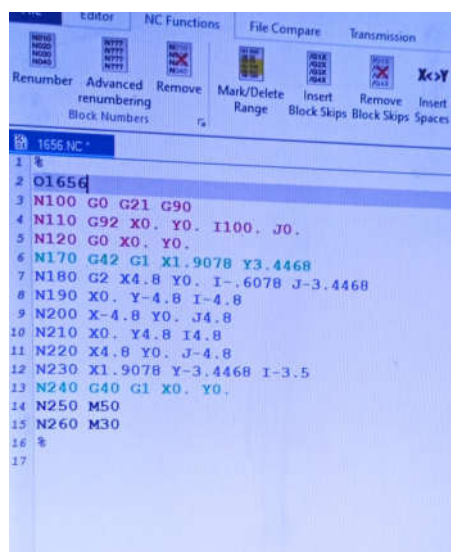 Editor NC Functions File Compare Transmission
Renumber Advanced renumbering Remove Mark/Delete Range Insert Block Skips Remove Block Skips X<>Y Insert Spaces
Block Numbers
1656.NC *
1 %
2 O1656
3 N100 G0 G21 G90
4 N110 G92 X0. Y0. I100. J0.
5 N120 G0 X0. Y0.
6 N170 G42 G1 X1.9078 Y3.4468
7 N180 G2 X4.8 Y0. I-.6078 J-3.4468
8 N190 X0. Y-4.8 I-4.8
9 N200 X-4.8 Y0. J4.8
10 N210 X0. Y4.8 I4.8
11 N220 X4.8 Y0. J-4.8
12 N230 X1.9078 Y-3.4468 I-3.5
13 N240 G40 G1 X0. Y0.
14 N250 M50
15 N260 M30
16 %
17